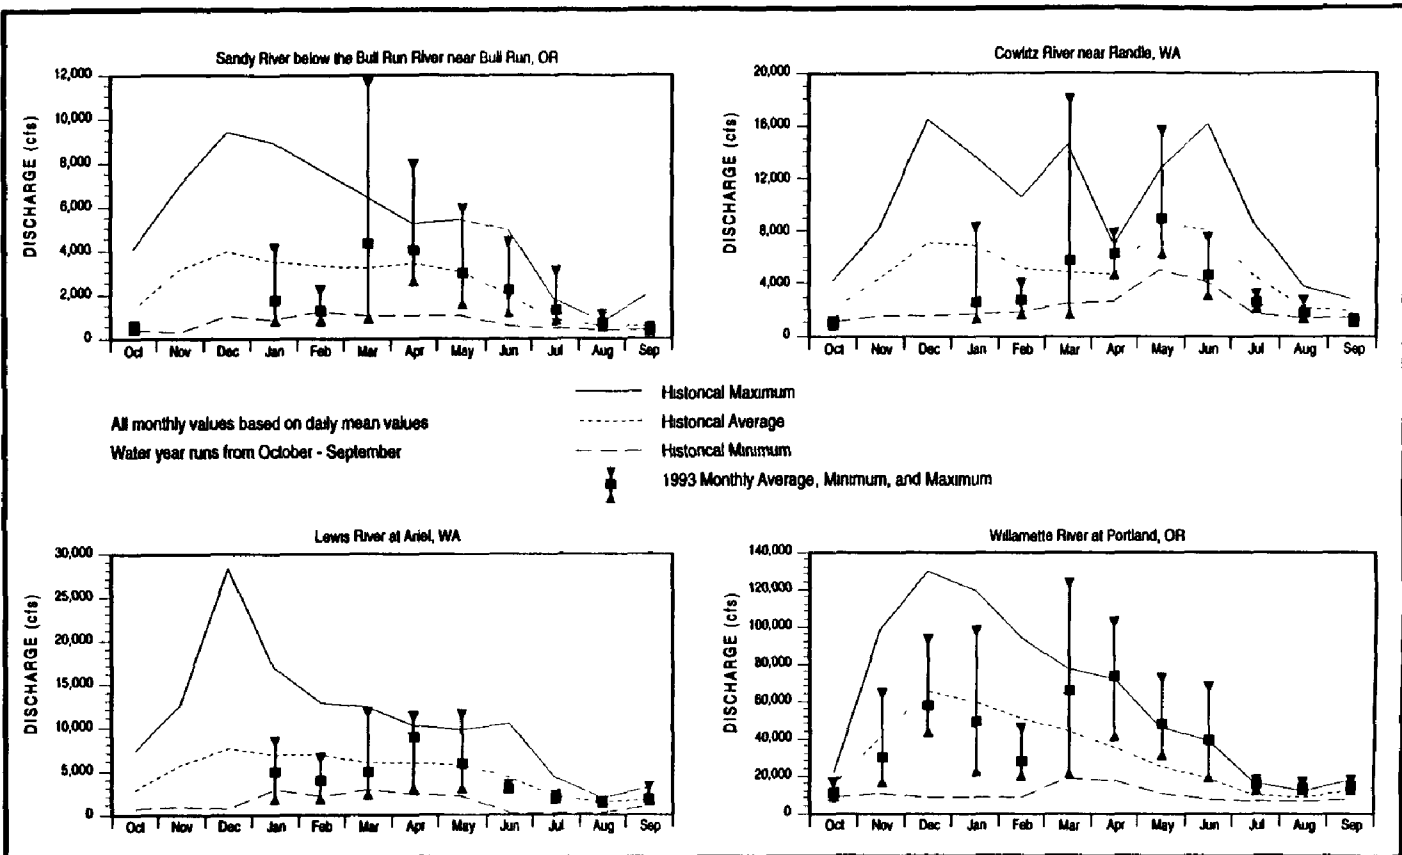 Sandy River below the Bull Run River near Bull Run, OR
DISCHARGE (cfs)
12,000
10,000
8,000
6,000
4,000
2,000
0
Oct Nov Dec Jan Feb Mar Apr May Jun Jul Aug Sep
Cowlitz River near Randle, WA
DISCHARGE (cfs)
20,000
16,000
12,000
8,000
4,000
0
Oct Nov Dec Jan Feb Mar Apr May Jun Jul Aug Sep
All monthly values based on daily mean values
Water year runs from October - September
Historical Maximum
Historical Average
Historical Minimum
1993 Monthly Average, Minimum, and Maximum
Lewis River at Ariel, WA
DISCHARGE (cfs)
30,000
25,000
20,000
15,000
10,000
5,000
0
Oct Nov Dec Jan Feb Mar Apr May Jun Jul Aug Sep
Willamette River at Portland, OR
DISCHARGE (cfs)
140,000
120,000
100,000
80,000
60,000
40,000
20,000
0
Oct Nov Dec Jan Feb Mar Apr May Jun Jul Aug Sep